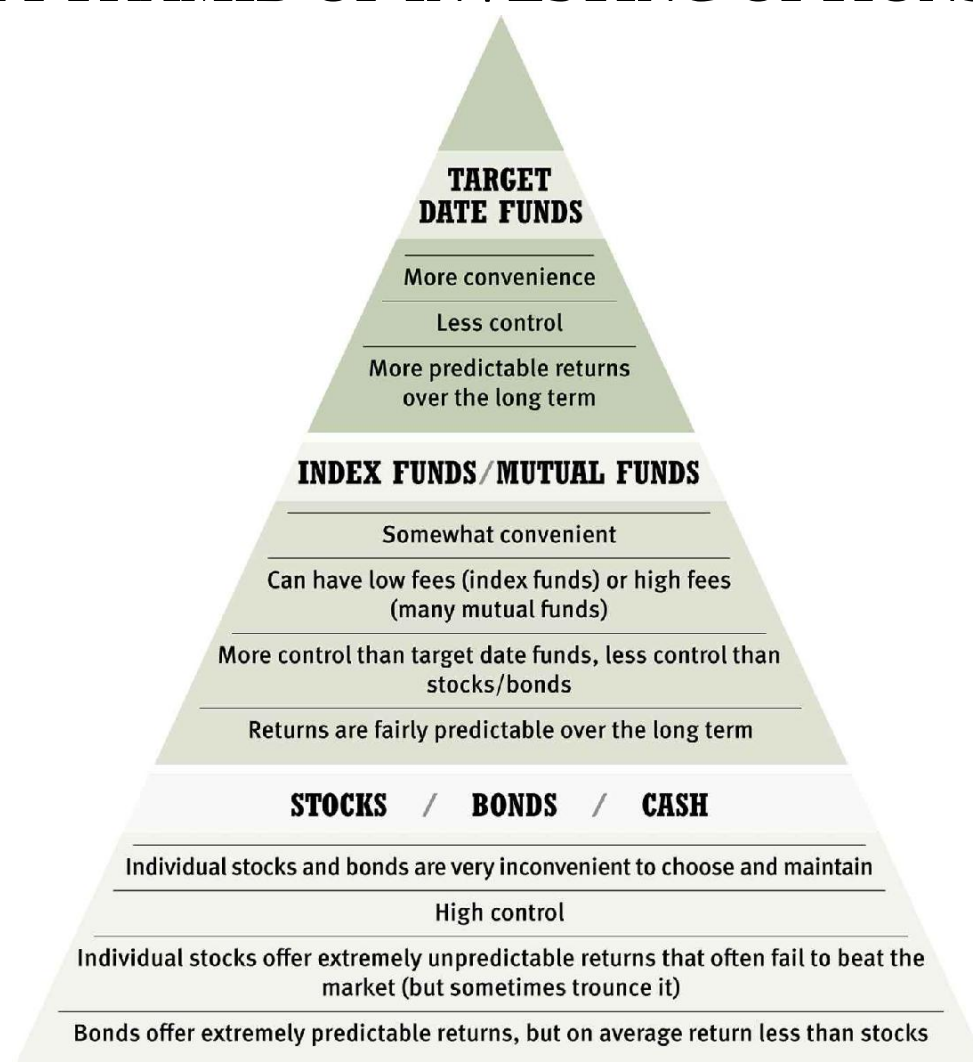 A PYRAMID OF INVESTING OPTIONS
TARGET
DATE FUNDS
More convenience
Less control
More predictable returns
over the long term
INDEX FUNDS/MUTUAL FUNDS
Somewhat convenient
Can have low fees (index funds) or high fees
(many mutual funds)
More control than target date funds, less control than
stocks/bonds
Returns are fairly predictable over the long term
STOCKS / BONDS / CASH
Individual stocks and bonds are very inconvenient to choose and maintain
High control
Individual stocks offer extremely unpredictable returns that often fail to beat the
market (but sometimes trounce it)
Bonds offer extremely predictable returns, but on average return less than stocks